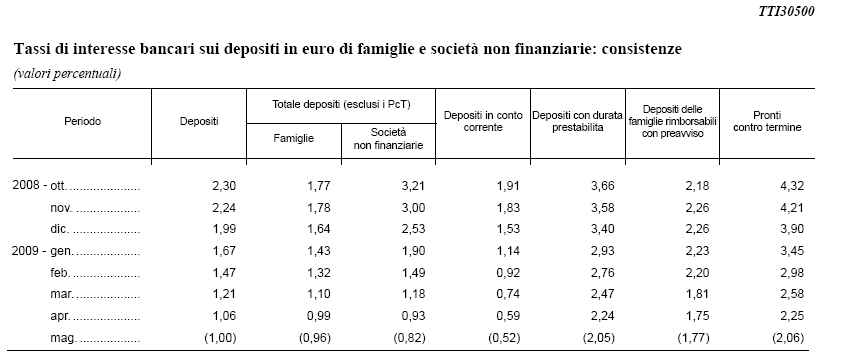 TTI30500
Tassi di interesse bancari sui depositi in euro di famiglie e società non finanziarie: consistenze
(valori percentuali)
Periodo Depositi Totale depositi (esclusi i PcT) Famiglie Società non finanziarie Depositi in conto corrente Depositi con durata prestabilita Depositi delle famiglie rimborsabili con preavviso Pronti contro termine
2008 - ott. ...................... 2,30 1,77 3,21 1,91 3,66 2,18 4,32
nov. ..................... 2,24 1,78 3,00 1,83 3,58 2,26 4,21
dic. ...................... 1,99 1,64 2,53 1,53 3,40 2,26 3,90
2009 - gen. ..................... 1,67 1,43 1,90 1,14 2,93 2,23 3,45
feb. ...................... 1,47 1,32 1,49 0,92 2,76 2,20 2,98
mar. ..................... 1,21 1,10 1,18 0,74 2,47 1,81 2,58
apr. ...................... 1,06 0,99 0,93 0,59 2,24 1,75 2,25
mag. .................... (1,00) (0,96) (0,82) (0,52) (2,05) (1,77) (2,06)